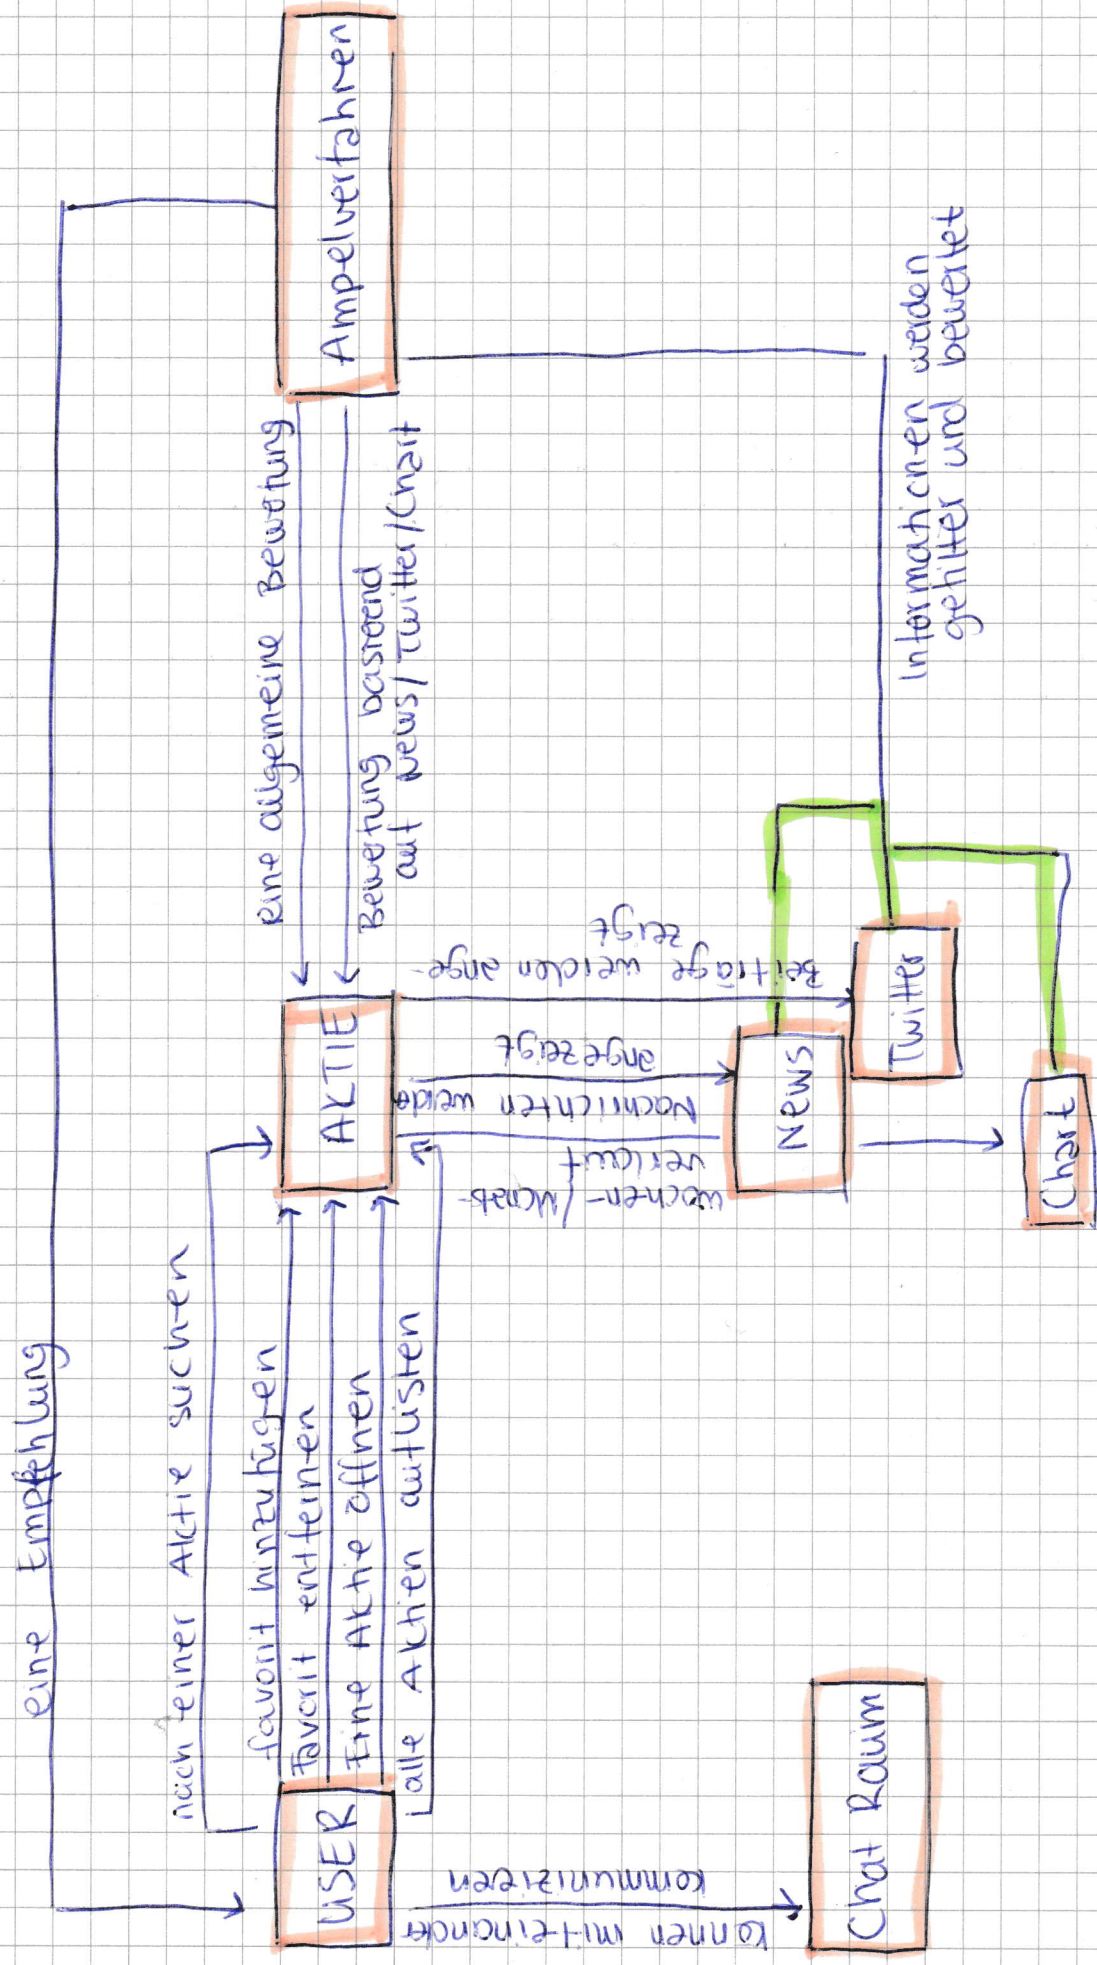 eine Empfehlung
nach einer Aktie suchen
favorit hinzufügen
Favorit entfernen
Eine Aktie öffnen
alle Aktien auflisten
USER
AKTIE
eine allgemeine Bewertung
Bewertung basierend
auf News/Twitter/Chart
Ampelverfahren
können miteinander
kommunizieren
Chat Raum
Wochen-/Monats-
verlauf
Nachrichten werden
angezeigt
Beiträge werden ange-
zeigt
News
Twitter
Chart
Informationen werden
gefilter und bewertet